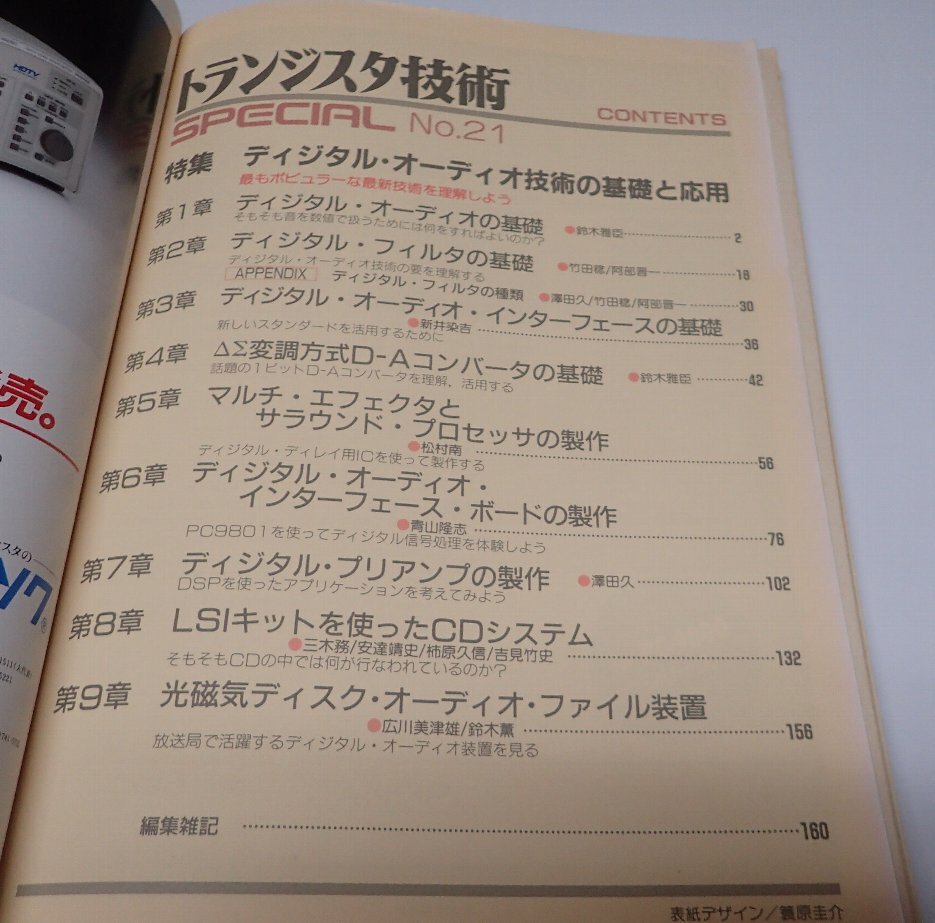 HDTV
トランジスタ技術
SPECIAL No.21
CONTENTS
特集 ディジタル・オーディオ技術の基礎と応用
最もポピュラーな最新技術を理解しよう
第1章 ディジタル・オーディオの基礎 ●鈴木雅臣 2
そもそも音を数値で扱うためには何をすればよいのか?
第2章 ディジタル・フィルタの基礎 ●竹田稔/阿部晋一 18
ディジタル・オーディオ技術の要を理解する
APPENDIX ディジタル・フィルタの種類 ●澤田久/竹田稔/阿部晋一 30
第3章 ディジタル・オーディオ・インターフェースの基礎
●新井染吉 36
新しいスタンダードを活用するために
第4章 ΔΣ変調方式D-Aコンバータの基礎 ●鈴木雅臣 42
話題の1ビットD-Aコンバータを理解,活用する
第5章 マルチ・エフェクタと
サラウンド・プロセッサの製作
●松村南 56
ディジタル・ディレイ用ICを使って製作する
第6章 ディジタル・オーディオ・
インターフェース・ボードの製作
●青山隆志 76
PC9801を使ってディジタル信号処理を体験しよう
第7章 ディジタル・プリアンプの製作 ●澤田久 102
DSPを使ったアプリケーションを考えてみよう
第8章 LSIキットを使ったCDシステム
●三木務/安達靖史/柿原久信/吉見竹史 132
そもそもCDの中では何が行なわれているのか?
第9章 光磁気ディスク・オーディオ・ファイル装置
●広川美津雄/鈴木薫 156
放送局で活躍するディジタル・オーディオ装置を見る
編集雑記 160
表紙デザイン/簑原圭介
売。